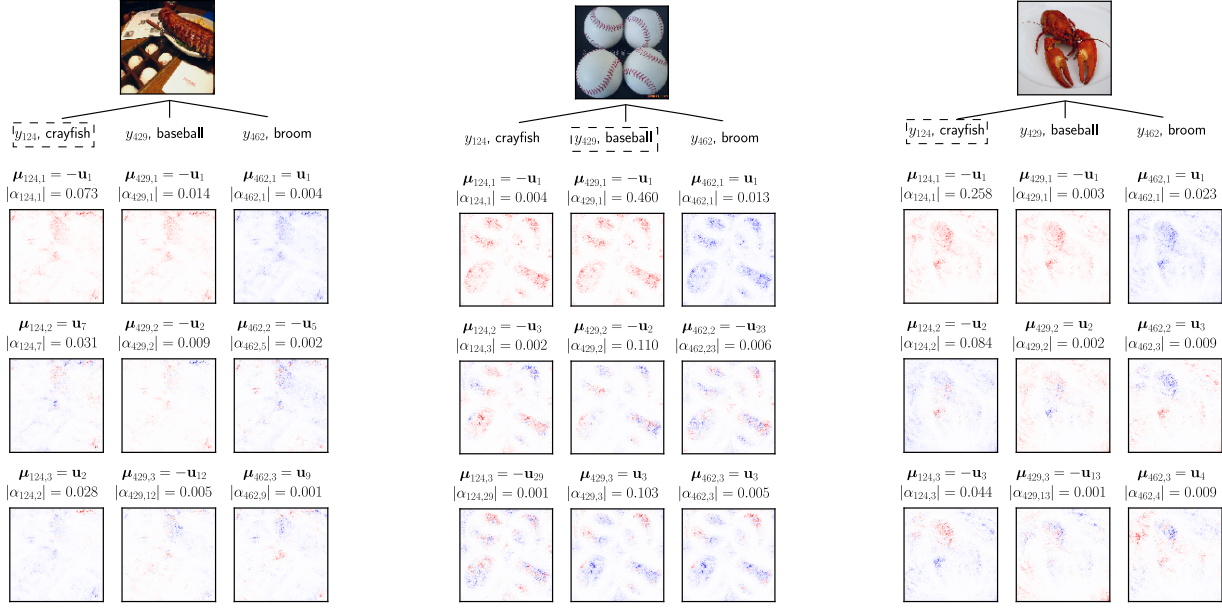 y124, crayfish
y429, baseball
y462, broom
μ124,1 = −u1
|α124,1| = 0.073
μ429,1 = −u1
|α429,1| = 0.014
μ462,1 = u1
|α462,1| = 0.004
μ124,2 = u7
|α124,7| = 0.031
μ429,2 = −u2
|α429,2| = 0.009
μ462,2 = −u5
|α462,5| = 0.002
μ124,3 = u2
|α124,2| = 0.028
μ429,3 = −u12
|α429,12| = 0.005
μ462,3 = u9
|α462,9| = 0.001
y124, crayfish
y429, baseball
y462, broom
μ124,1 = −u1
|α124,1| = 0.004
μ429,1 = −u1
|α429,1| = 0.460
μ462,1 = u1
|α462,1| = 0.013
μ124,2 = −u3
|α124,3| = 0.002
μ429,2 = −u2
|α429,2| = 0.110
μ462,2 = −u23
|α462,23| = 0.006
μ124,3 = −u29
|α124,29| = 0.001
μ429,3 = u3
|α429,3| = 0.103
μ462,3 = u3
|α462,3| = 0.005
y124, crayfish
y429, baseball
y462, broom
μ124,1 = −u1
|α124,1| = 0.258
μ429,1 = −u1
|α429,1| = 0.003
μ462,1 = u1
|α462,1| = 0.023
μ124,2 = −u2
|α124,2| = 0.084
μ429,2 = u2
|α429,2| = 0.002
μ462,2 = u3
|α462,3| = 0.009
μ124,3 = −u3
|α124,3| = 0.044
μ429,3 = −u13
|α429,13| = 0.001
μ462,3 = u4
|α462,4| = 0.009